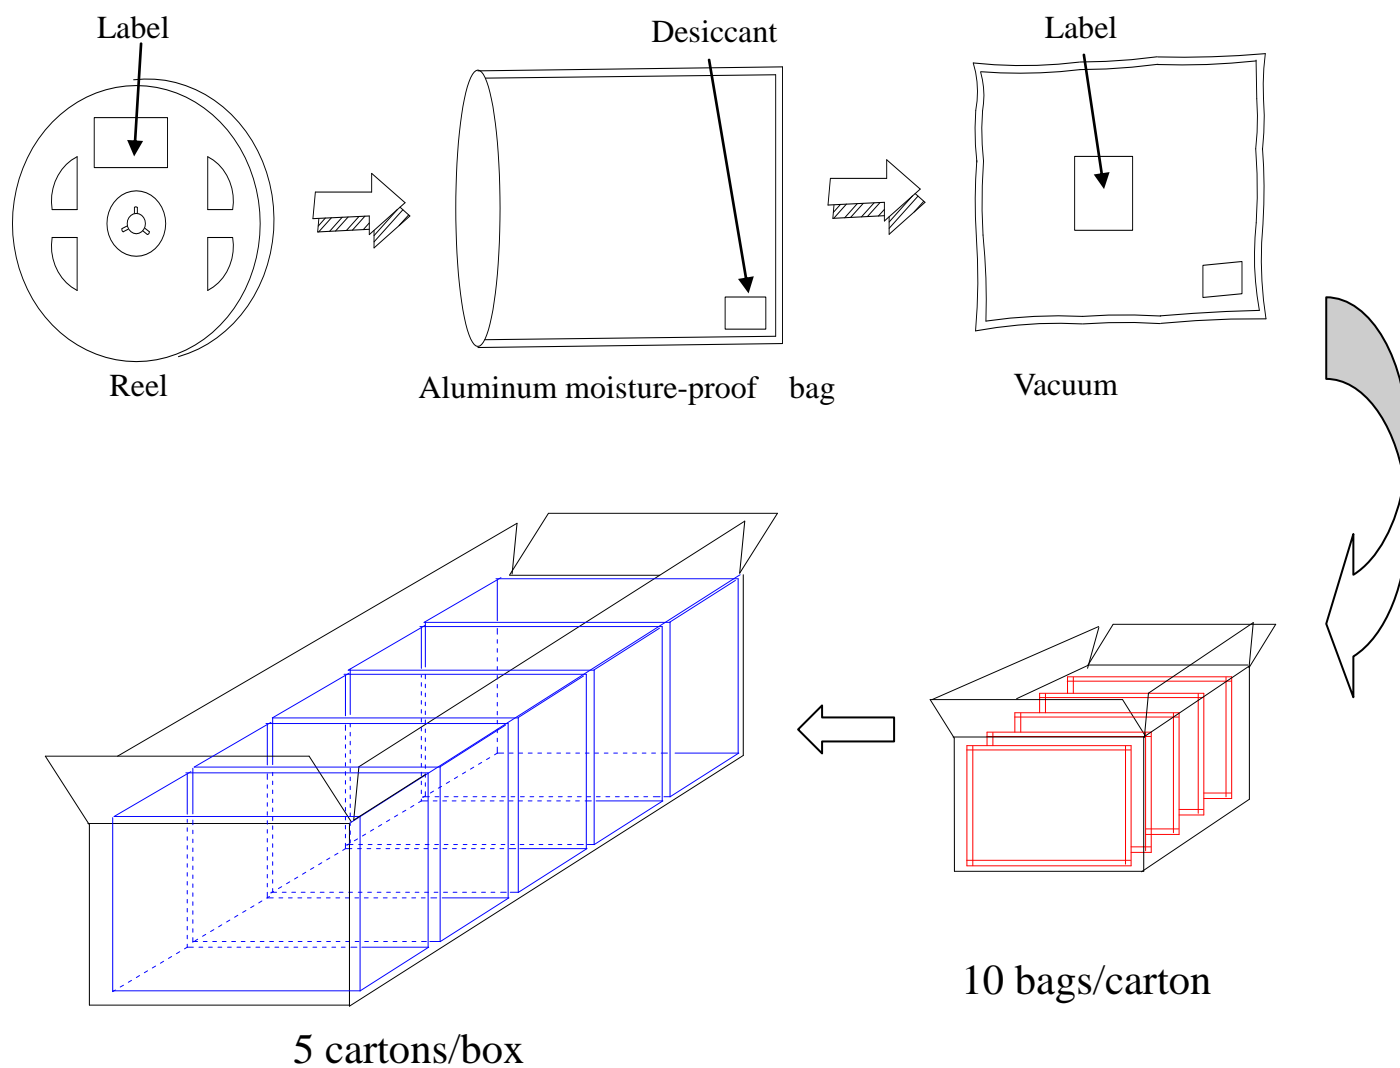 Label
Desiccant
Label
Reel
Aluminum moisture-proof bag
Vacuum
10 bags/carton
5 cartons/box